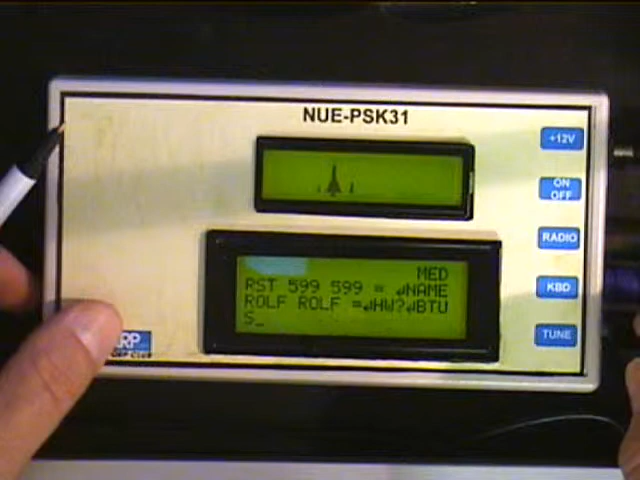 NUE-PSK31
+12V
ON
OFF
RADIO
KBD
TUNE
MED
RST 599 599 = ↲NAME
ROLF ROLF =↲HW?↲BTU
S_